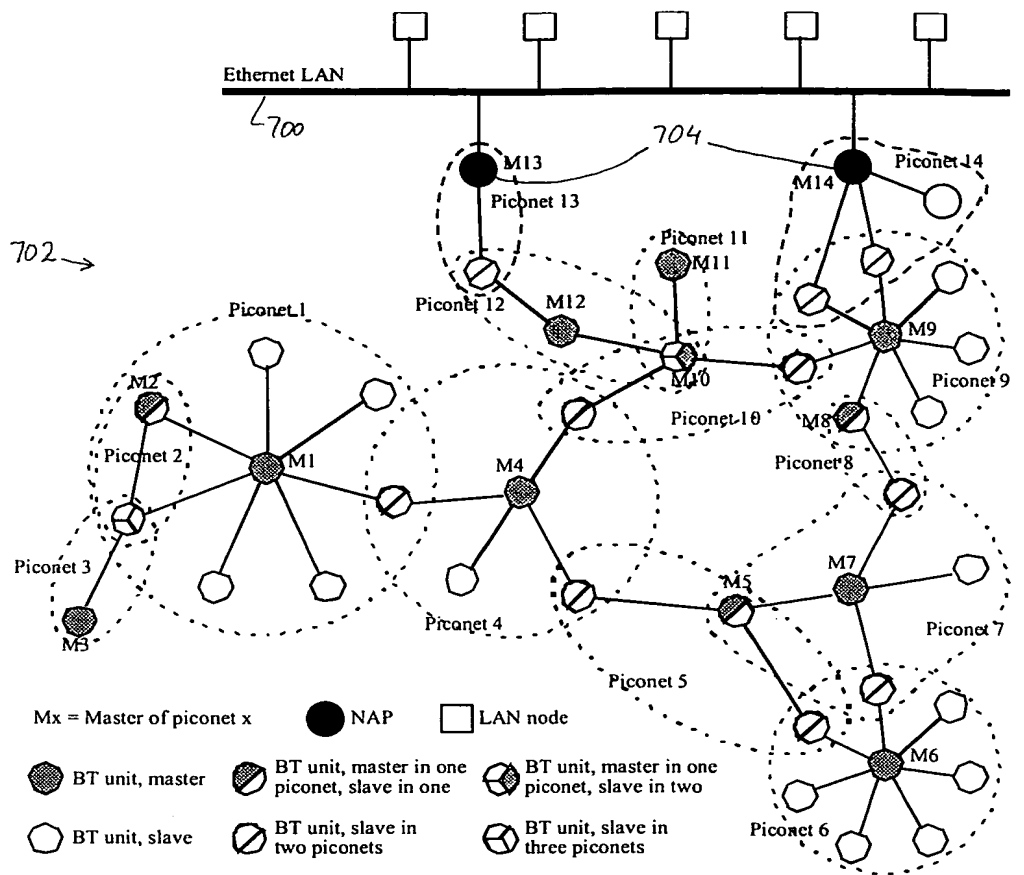 Ethernet LAN
700
704
M13
Piconet 14
M14
Piconet 13
702
Piconet 11
M11
Piconet 12
M12
Piconet 1
M9
M10
M2
Piconet 9
Piconet 10
M8
Piconet 2
M1
M4
Piconet 8
Piconet 3
M7
M5
M3
Piconet 4
Piconet 7
Piconet 5
Mx = Master of piconet x
NAP
LAN node
M6
BT unit, master
BT unit, master in one
piconet, slave in one
BT unit, master in one
piconet, slave in two
BT unit, slave
BT unit, slave in
two piconets
BT unit, slave in
three piconets
Piconet 6